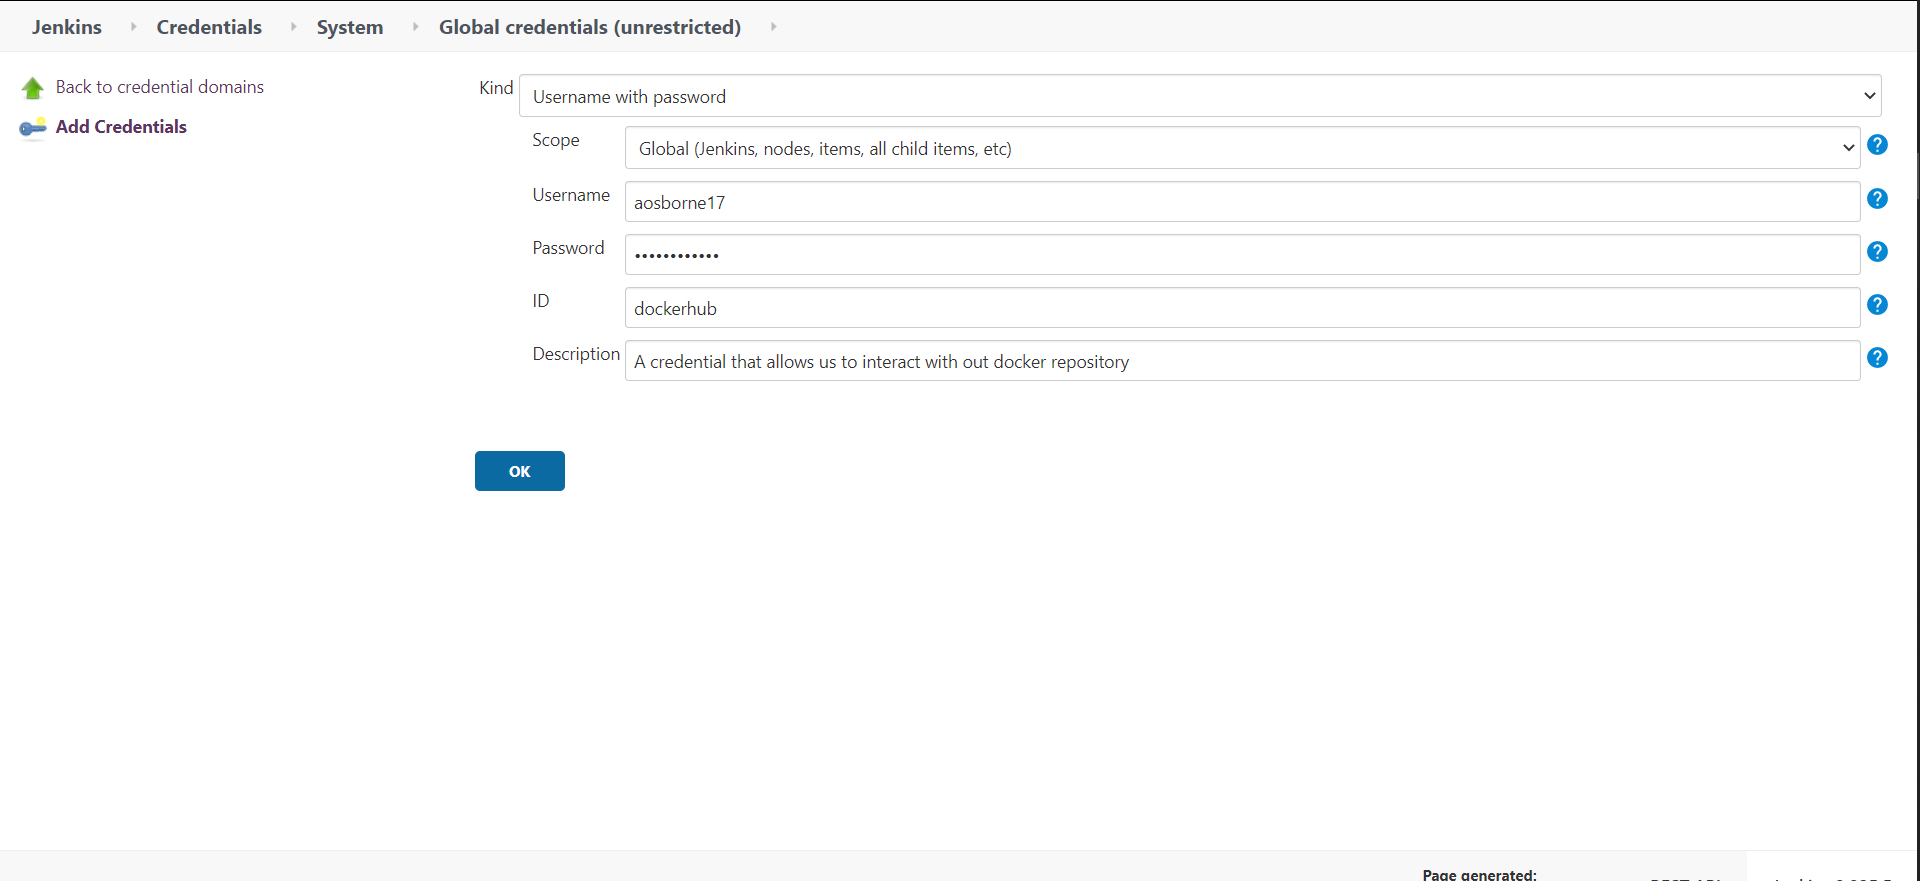 Jenkins Credentials System Global credentials (unrestricted)
Back to credential domains
Add Credentials
Kind Username with password
Scope Global (Jenkins, nodes, items, all child items, etc)
Username aosborne17
Password ••••••••••••
ID dockerhub
Description A credential that allows us to interact with out docker repository
OK
Page generated: